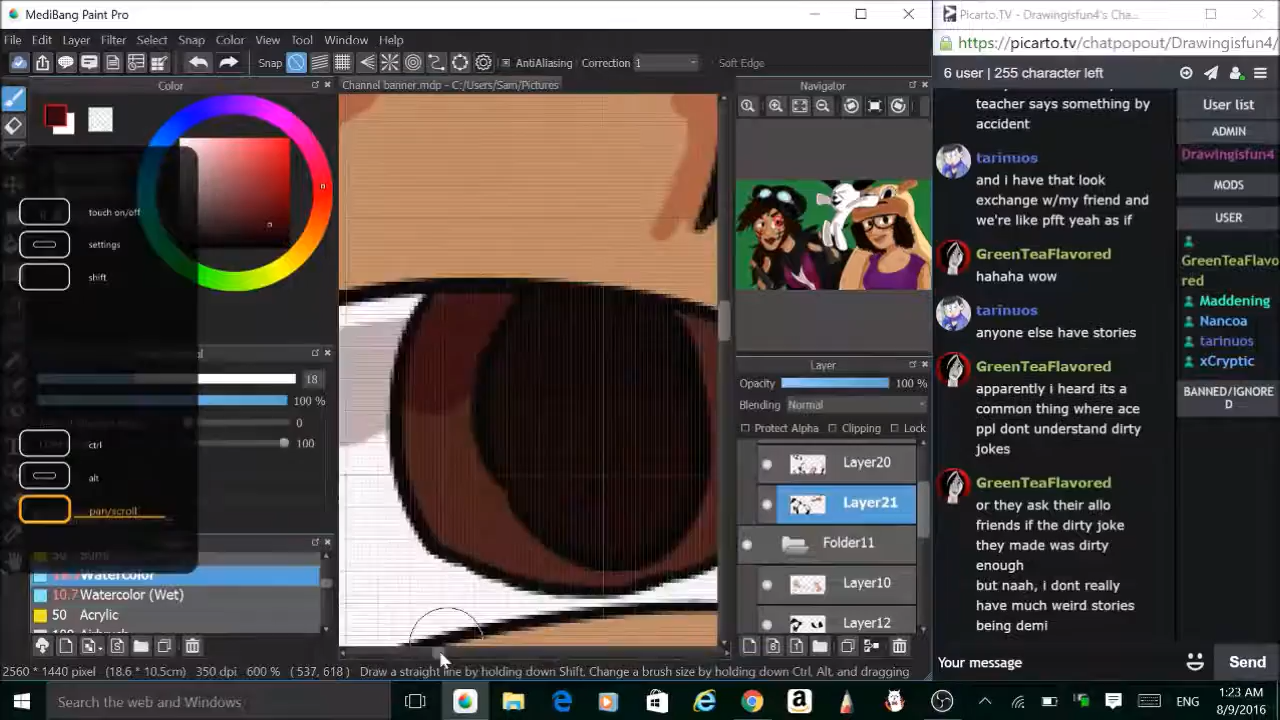 MediBang Paint Pro
File Edit Layer Filter Select Snap Color View Tool Window Help
Snap AntiAliasing Correction 1 Soft Edge
Color
Channel banner.mdp - C:/Users/Sam/Pictures
touch on/off
settings
shift
18
100 %
0
100
ctrl
alt
pan/scroll
Watercolor
10.7 Watercolor (Wet)
50 Acrylic
Navigator
Layer
Opacity 100 %
Blending Normal
Protect Alpha Clipping Lock
Layer20
Layer21
Folder11
Layer10
Layer12
2560 * 1440 pixel (18.6 * 10.5cm) 350 dpi 600 % ( 537, 618 ) Draw a straight line by holding down Shift, Change a brush size by holding down Ctrl, Alt, and dragging
Picarto.TV - Drawingisfun4's Cha...
https://picarto.tv/chatpopout/Drawingisfun4/
6 user | 255 character left
teacher says something by
accident
tarinuos
and i have that look
exchange w/my friend and
we're like pfft yeah as if
GreenTeaFlavored
hahaha wow
tarinuos
anyone else have stories
GreenTeaFlavored
apparently i heard its a
common thing where ace
ppl dont understand dirty
jokes
GreenTeaFlavored
or they ask their allo
friends if the dirty joke
they made was dirty
enough
but naah, i dont really
have much weird stories
being demi
User list
ADMIN
Drawingisfun4
MODS
USER
GreenTeaFlavo
red
Maddening
Nancoa
tarinuos
xCryptic
BANNED/IGNORE
D
Your message
Send
Search the web and Windows
ENG
1:23 AM
8/9/2016